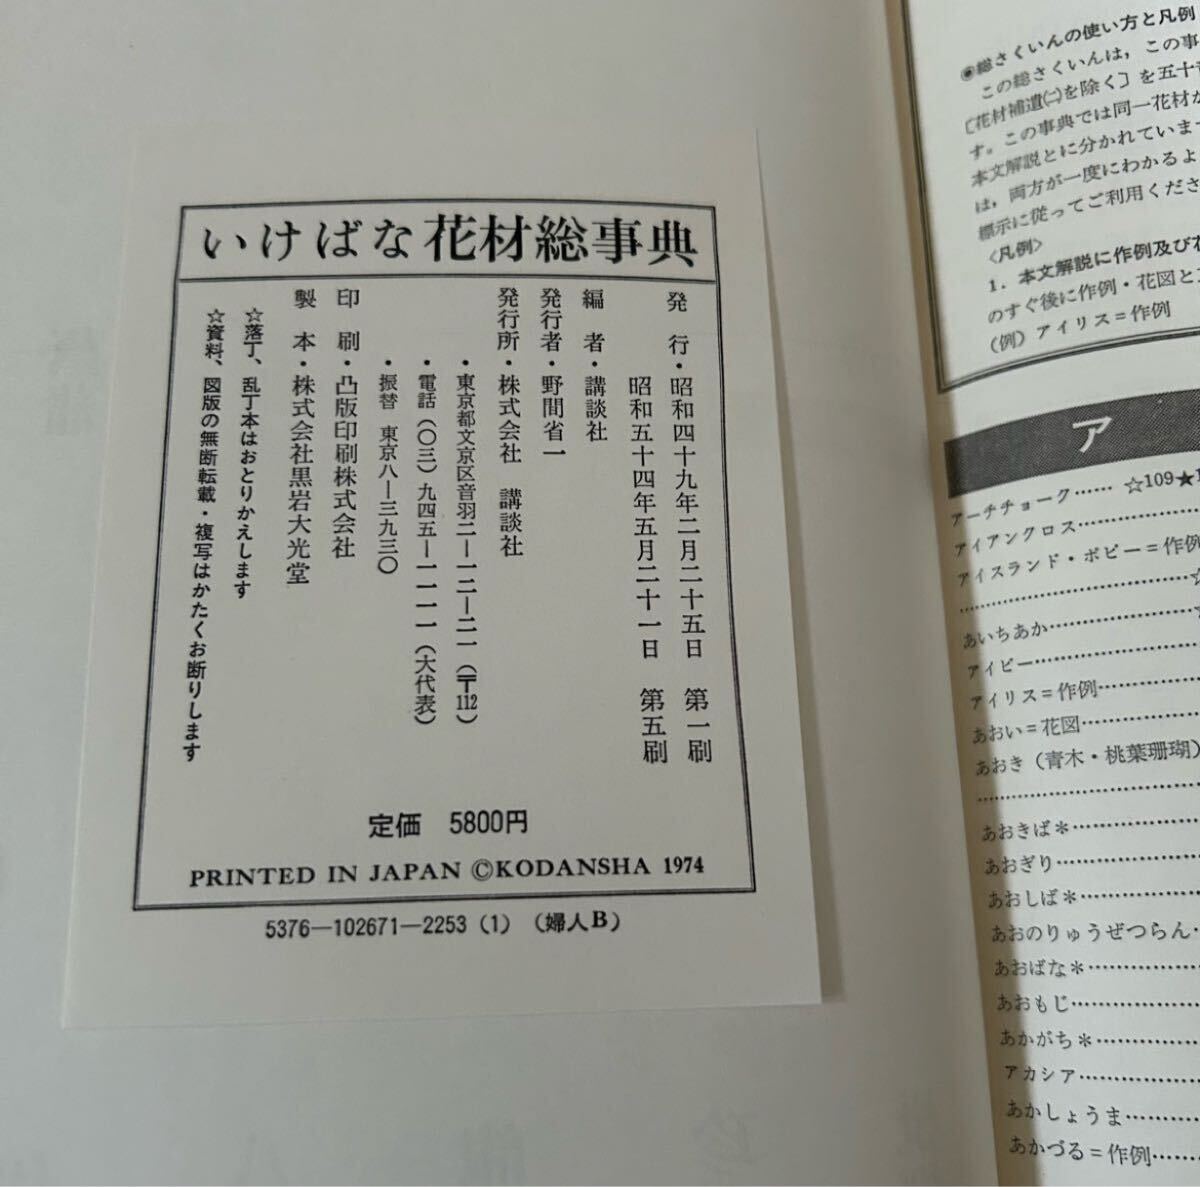 いけばな花材総事典
発行・昭和四十九年二月二十五日 第一刷
昭和五十四年五月二十一日 第五刷
編者・講談社
発行者・野間省一
発行所・株式会社 講談社
・東京都文京区音羽二—一二—二一(〒112)
・電話(〇三)九四五—一一一一(大代表)
・振替 東京八—三九三〇
印刷・凸版印刷株式会社
製本・株式会社黒岩大光堂
☆落丁、乱丁本はおとりかえします
☆資料、図版の無断転載・複写はかたくお断りします
定価 5800円
PRINTED IN JAPAN ©KODANSHA 1974
5376—102671—2253(1) (婦人B)
◉総さくいんの使い方と凡例
この総さくいんは，この事
〔花材補遺㈡を除く〕を五十
す。この事典では同一花材が
本文解説とに分かれていま
は，両方が一度にわかるよ
標示に従ってご利用くださ
〈凡例〉
1．本文解説に作例及び
のすぐ後に作例・花図と
(例) アイリス＝作例
ア
アーチチョーク…… ☆109★1
アイアンクロス……
アイスランド・ポピー＝作例
……☆
あいちあか……
アイビー……
アイリス＝作例……
あおい＝花図……
あおき（青木・桃葉珊瑚）
……
あおきば＊……
あおぎり……
あおしば＊……
あおのりゅうぜつらん…
あおばな＊……
あおもじ……
あかがち＊……
アカシア……
あかしょうま……
あかづる＝作例……